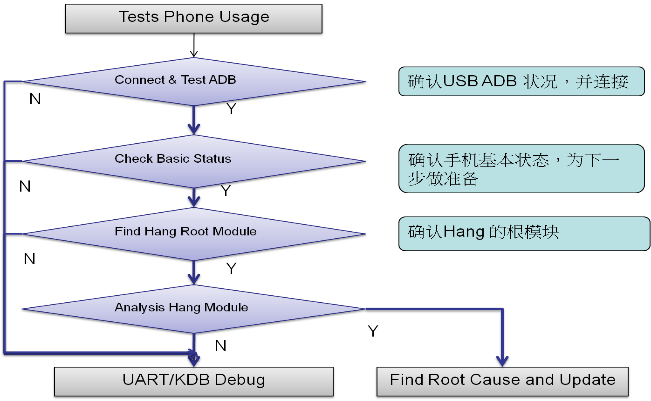 Tests Phone Usage
Connect & Test ADB
确认USB ADB 状况，并连接
N
Y
Check Basic Status
确认手机基本状态，为下一
步做准备
N
Y
Find Hang Root Module
确认Hang 的根模块
N
Y
Analysis Hang Module
Y
N
UART/KDB Debug
Find Root Cause and Update